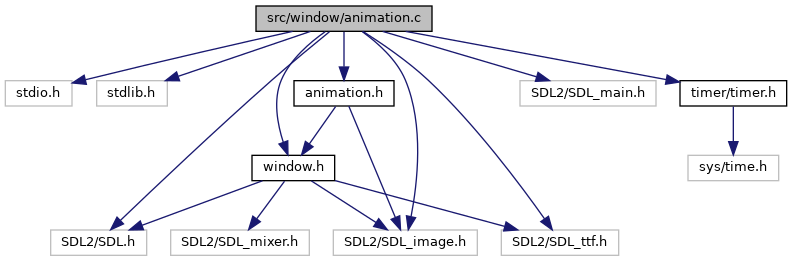 src/window/animation.c
stdio.h
stdlib.h
animation.h
SDL2/SDL_main.h
timer/timer.h
window.h
sys/time.h
SDL2/SDL.h
SDL2/SDL_mixer.h
SDL2/SDL_image.h
SDL2/SDL_ttf.h